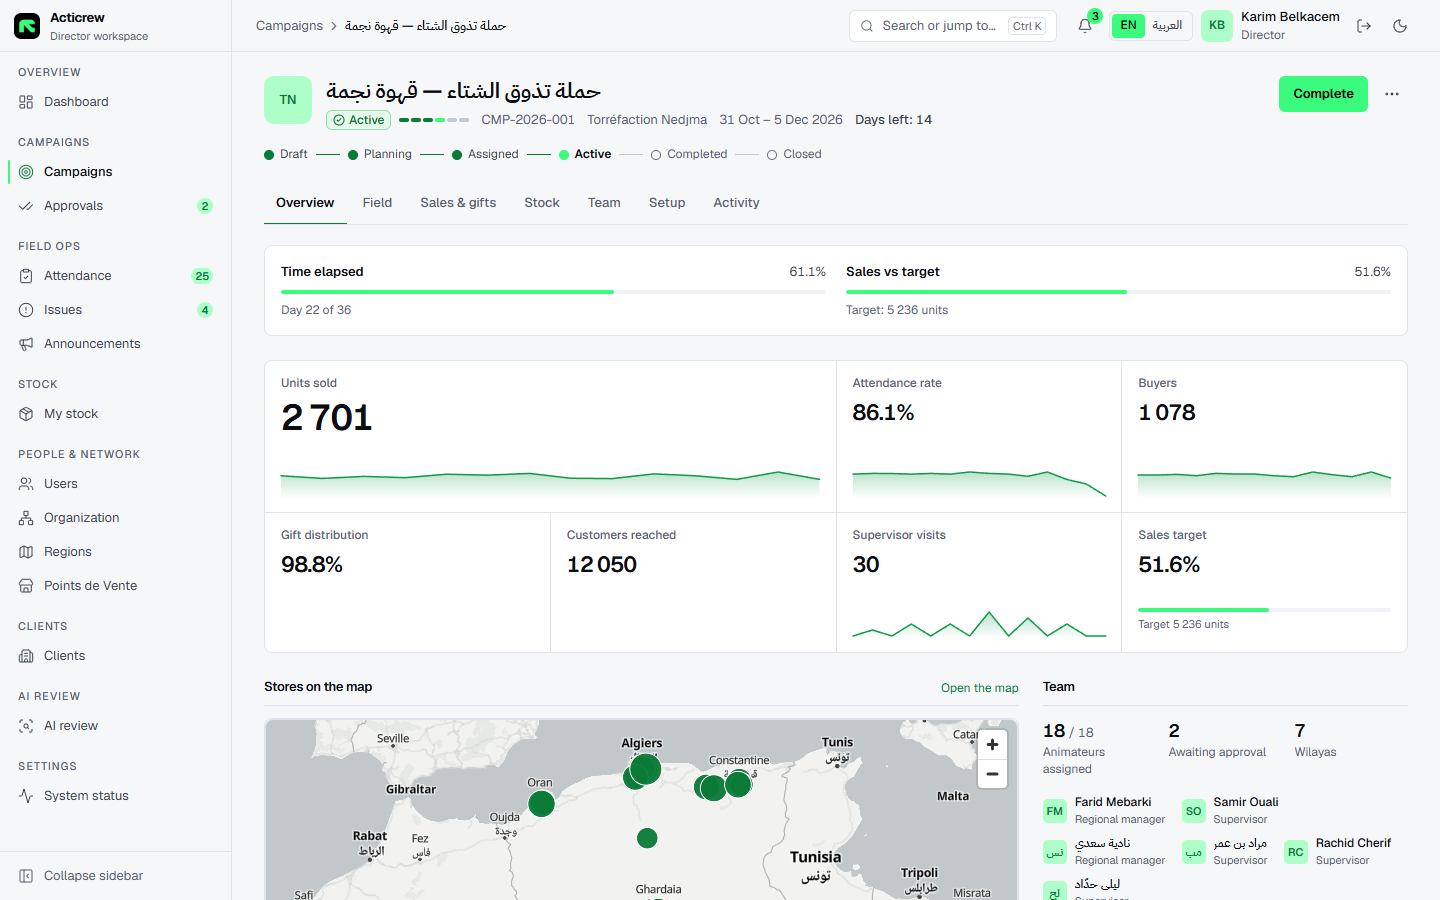 Acticrew
Director workspace
Campaigns > حملة تذوق الشتاء — قهوة نجمة
Search or jump to... Ctrl K
3
EN العربية
KB Karim Belkacem
Director
OVERVIEW
Dashboard
CAMPAIGNS
Campaigns
Approvals 2
FIELD OPS
Attendance 25
Issues 4
Announcements
STOCK
My stock
PEOPLE & NETWORK
Users
Organization
Regions
Points de Vente
CLIENTS
Clients
AI REVIEW
AI review
SETTINGS
System status
Collapse sidebar
TN
حملة تذوق الشتاء — قهوة نجمة
Active CMP-2026-001 Torréfaction Nedjma 31 Oct – 5 Dec 2026 Days left: 14
Complete
Draft Planning Assigned Active Completed Closed
Overview Field Sales & gifts Stock Team Setup Activity
Time elapsed 61.1%
Day 22 of 36
Sales vs target 51.6%
Target: 5 236 units
Units sold
2 701
Attendance rate
86.1%
Buyers
1 078
Gift distribution
98.8%
Customers reached
12 050
Supervisor visits
30
Sales target
51.6%
Target 5 236 units
Stores on the map Open the map
Seville
Algiers
Tunis
تونس
Constantine
Oran
Gibraltar
Oujda
وجدة
Malta
Rabat
الرباط
Fez
فاس
Tunisia
تونس
Tripoli
طرابلس
Ghardaia
Misrata
Safi
+
−
Team
18 / 18
Animateurs
assigned
2
Awaiting approval
7
Wilayas
FM Farid Mebarki
Regional manager
SO Samir Ouali
Supervisor
نس نادية سعدي
Regional manager
مب مراد بن عمر
Supervisor
RC Rachid Cherif
Supervisor
لح ليلى حدّاد
Supervisor